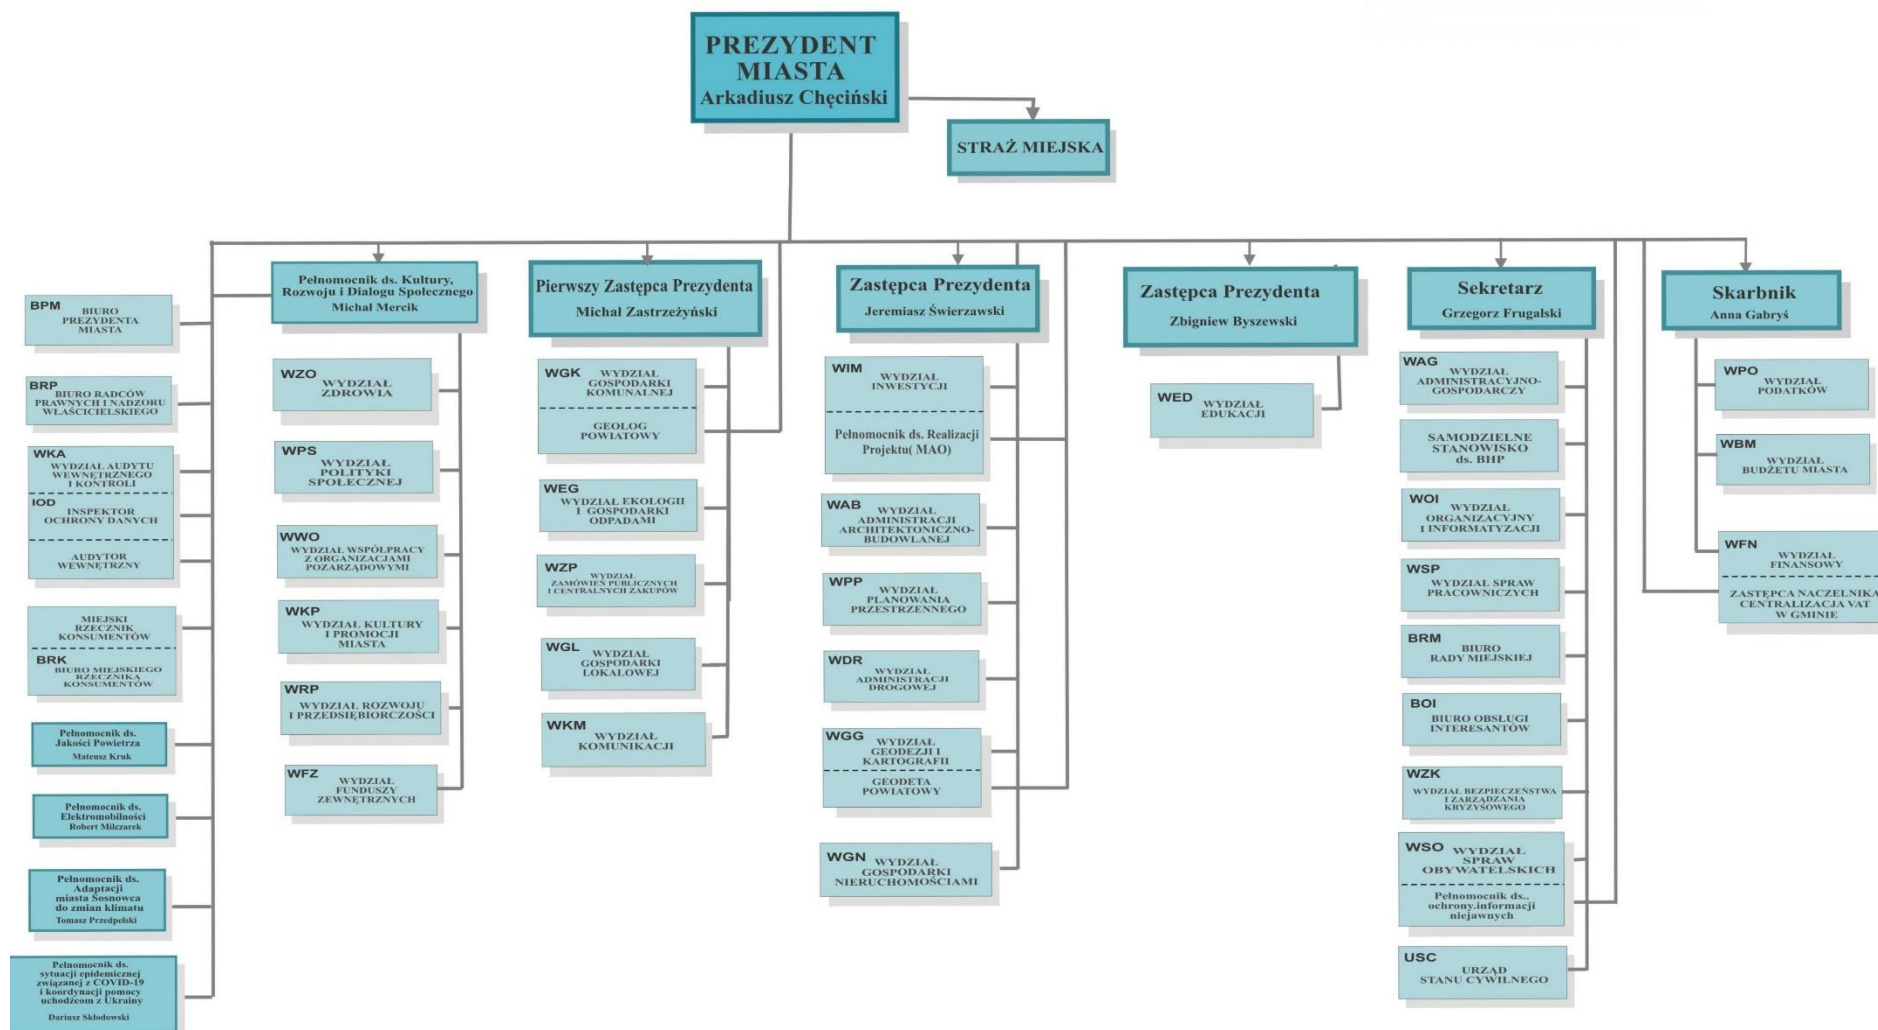 PREZYDENT
MIASTA
Arkadiusz Chęciński
STRAŻ MIEJSKA
BPM
BIURO
PREZYDENTA
MIASTA
BRP
BIURO RADCÓW
PRAWNYCH I NADZORU
WŁAŚCICIELSKIEGO
WKA
WYDZIAŁ AUDYTU
WEWNĘTRZNEGO
I KONTROLI
IOD
INSPEKTOR
OCHRONY DANYCH
AUDYTOR
WEWNĘTRZNY
MIEJSKI
RZECZNIK
KONSUMENTÓW
BRK
BIURO MIEJSKIEGO
RZECZNIKA
KONSUMENTÓW
Pełnomocnik ds.
Jakości Powietrza
Mateusz Kruk
Pełnomocnik ds.
Elektromobilności
Robert Milczarek
Pełnomocnik ds.
Adaptacji
miasta Sosnowca
do zmian klimatu
Tomasz Przedpelski
Pełnomocnik ds.
sytuacji epidemicznej
związanej z COVID-19
i koordynacji pomocy
uchodźcom z Ukrainy
Dariusz Skłodowski
Pełnomocnik ds. Kultury,
Rozwoju i Dialogu Społecznego
Michał Mercik
WZO
WYDZIAŁ
ZDROWIA
WPS
WYDZIAŁ
POLITYKI
SPOŁECZNEJ
WWO
WYDZIAŁ WSPÓŁPRACY
Z ORGANIZACJAMI
POZARZĄDOWYMI
WKP
WYDZIAŁ KULTURY
I PROMOCJI
MIASTA
WRP
WYDZIAŁ ROZWOJU
I PRZEDSIĘBIORCZOŚCI
WFZ
WYDZIAŁ
FUNDUSZY
ZEWNĘTRZNYCH
Pierwszy Zastępca Prezydenta
Michał Zastrzeżyński
WGK WYDZIAŁ
GOSPODARKI
KOMUNALNEJ
GEOLOG
POWIATOWY
WEG
WYDZIAŁ EKOLOGII
I GOSPODARKI
ODPADAMI
WZP WYDZIAŁ
ZAMÓWIEŃ PUBLICZNYCH
I CENTRALNYCH ZAKUPÓW
WGL WYDZIAŁ
GOSPODARKI
LOKALOWEJ
WKM WYDZIAŁ
KOMUNIKACJI
Zastępca Prezydenta
Jeremiasz Świerzawski
WIM
WYDZIAŁ
INWESTYCJI
Pełnomocnik ds. Realizacji
Projektu( MAO)
WAB WYDZIAŁ
ADMINISTRACJI
ARCHITEKTONICZNO-
BUDOWLANEJ
WPP WYDZIAŁ
PLANOWANIA
PRZESTRZENNEGO
WDR WYDZIAŁ
ADMINISTRACJI
DROGOWEJ
WGG WYDZIAŁ
GEODEZJI I
KARTOGRAFII
GEODETA
POWIATOWY
WGN WYDZIAŁ
GOSPODARKI
NIERUCHOMOŚCIAMI
Zastępca Prezydenta
Zbigniew Byszewski
WED WYDZIAŁ
EDUKACJI
Sekretarz
Grzegorz Frugalski
WAG
WYDZIAŁ
ADMINISTRACYJNO-
GOSPODARCZY
SAMODZIELNE
STANOWISKO
ds. BHP
WOI
WYDZIAŁ
ORGANIZACYJNY
I INFORMATYZACJI
WSP
WYDZIAŁ SPRAW
PRACOWNICZYCH
BRM
BIURO
RADY MIEJSKIEJ
BOI
BIURO OBSŁUGI
INTERESANTÓW
WZK
WYDZIAŁ BEZPIECZEŃSTWA
I ZARZĄDZANIA
KRYZYSOWEGO
WSO WYDZIAŁ
SPRAW
OBYWATELSKICH
Pełnomocnik ds..
ochrony.informacji
niejawnych
USC
URZĄD
STANU CYWILNEGO
Skarbnik
Anna Gabryś
WPO
WYDZIAŁ
PODATKÓW
WBM
WYDZIAŁ
BUDŻETU MIASTA
WFN
WYDZIAŁ
FINANSOWY
ZASTĘPCA NACZELNIKA
CENTRALIZACJA VAT
W GMINIE